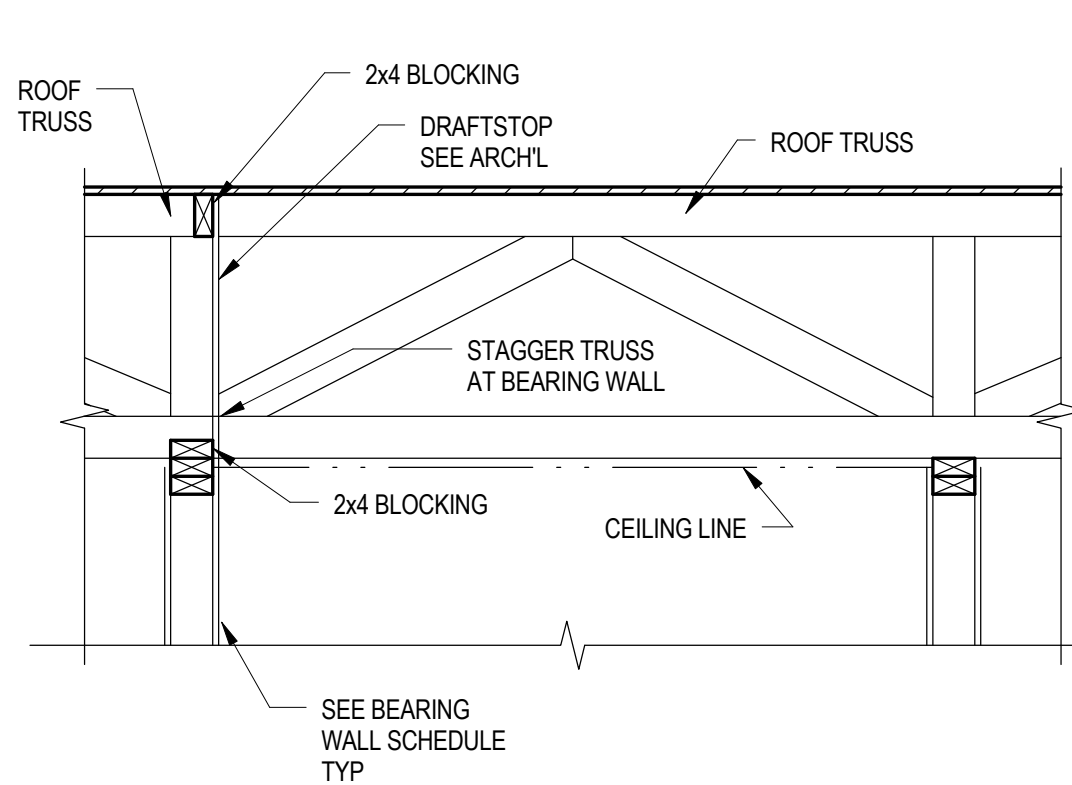 2x4 BLOCKING
ROOF
TRUSS
DRAFTSTOP
SEE ARCH'L
ROOF TRUSS
STAGGER TRUSS
AT BEARING WALL
2x4 BLOCKING
CEILING LINE
SEE BEARING
WALL SCHEDULE
TYP